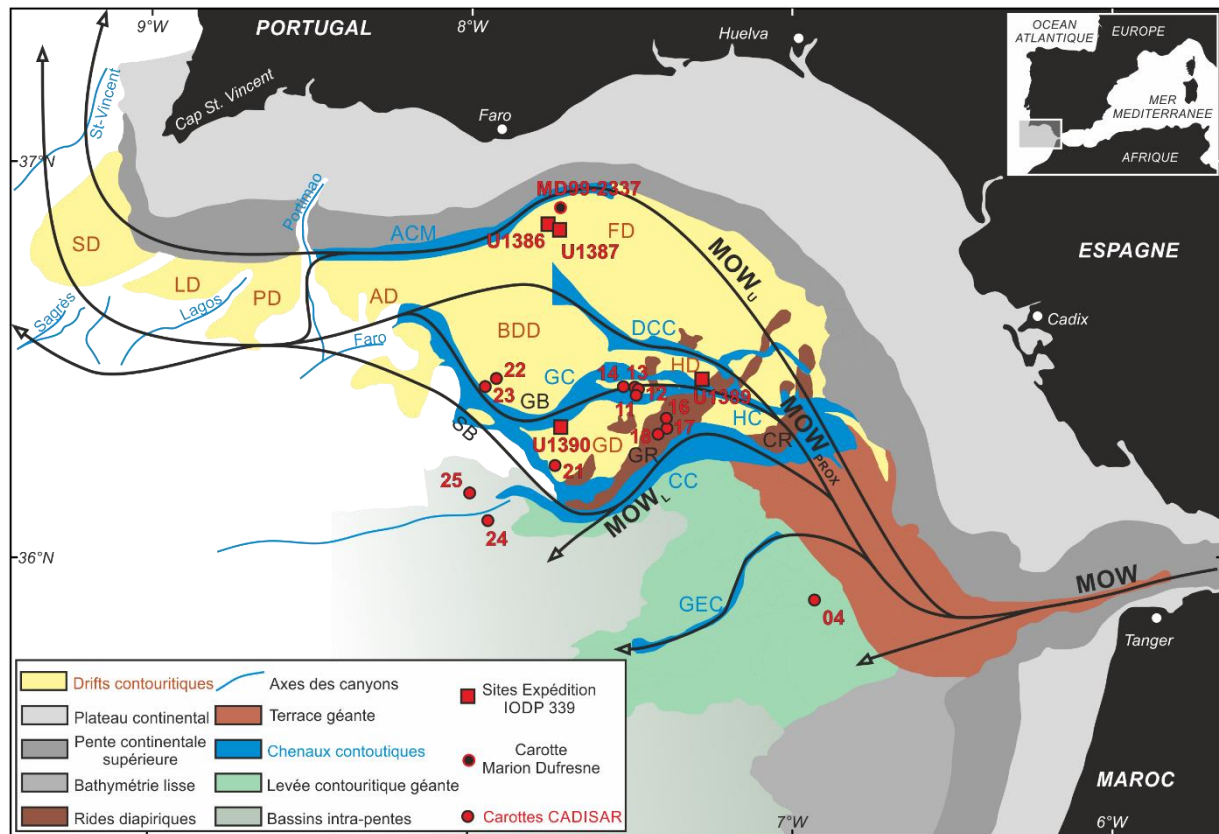 9°W
8°W
PORTUGAL
Huelva
OCEAN
ATLANTIQUE
EUROPE
MER
MEDITERRANEE
AFRIQUE
St-Vincent
Cap St. Vincent
Faro
37°N
Portimao
MD09-2337
ACM
FD
U1386
U1387
MOW U
ESPAGNE
SD
LD
PD
AD
Sagrès
Lagos
Faro
BDD
DCC
Cadix
22
23
GC
GB
14
13
12
11
HD
U1389
16
17
18
HC
CR
MOW PROX
SB
U1390
GD
GR
21
CC
25
24
MOW L
36°N
GEC
04
MOW
Tanger
Drifts contouritiques
Axes des canyons
Sites Expédition
IODP 339
Plateau continental
Terrace géante
Pente continentale
supérieure
Chenaux contoutiques
Carotte
Marion Dufresne
Bathymétrie lisse
Levée contouritique géante
Rides diapiriques
Bassins intra-pentes
Carottes CADISAR
MAROC
7°W
6°W